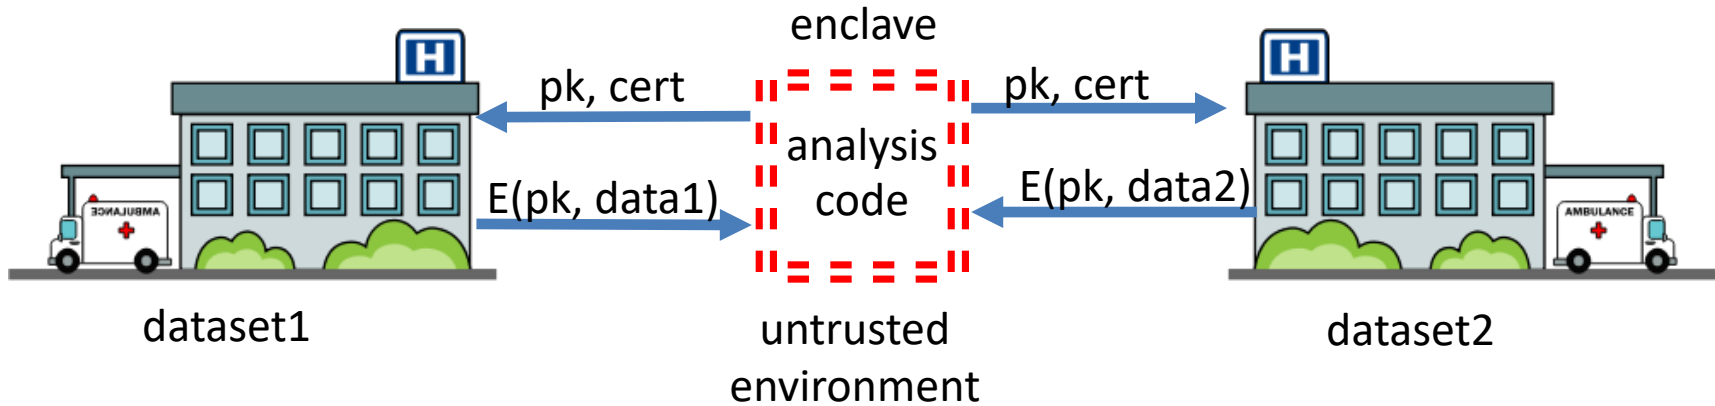 enclave
H
H
pk, cert
pk, cert
analysis
code
E(pk, data1)
E(pk, data2)
AMBULANCE
AMBULANCE
dataset1
untrusted
environment
dataset2